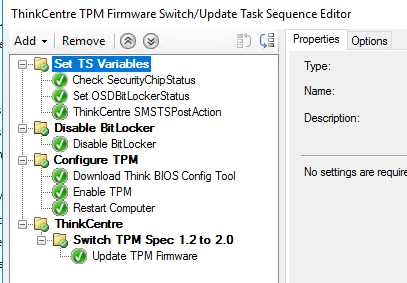 ThinkCentre TPM Firmware Switch/Update Task Sequence Editor
Add Remove
Properties Options
Set TS Variables
Check SecurityChipStatus
Set OSDBitLockerStatus
ThinkCentre SMSTSPostAction
Disable BitLocker
Disable BitLocker
Configure TPM
Download Think BIOS Config Tool
Enable TPM
Restart Computer
ThinkCentre
Switch TPM Spec 1.2 to 2.0
Update TPM Firmware
Type:
Name:
Description:
No settings are require